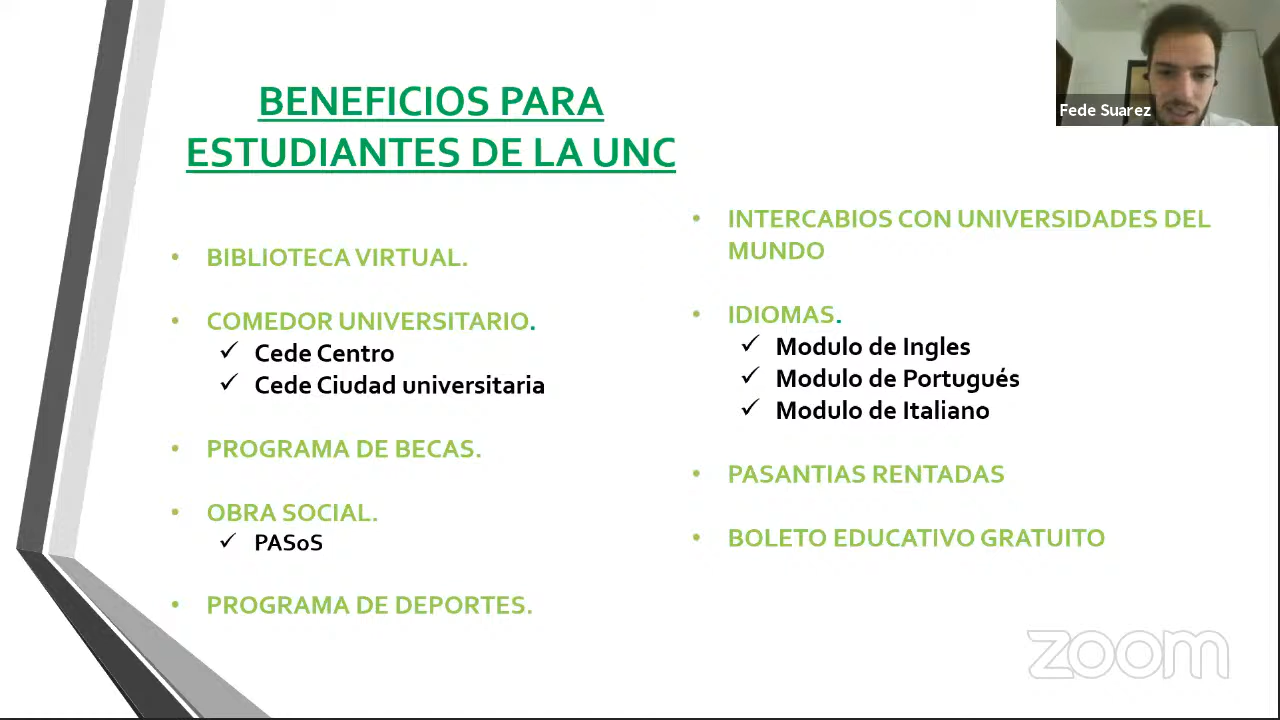 BENEFICIOS PARA
ESTUDIANTES DE LA UNC
• BIBLIOTECA VIRTUAL.
• COMEDOR UNIVERSITARIO.
✓ Cede Centro
✓ Cede Ciudad universitaria
• PROGRAMA DE BECAS.
• OBRA SOCIAL.
✓ PASoS
• PROGRAMA DE DEPORTES.
• INTERCABIOS CON UNIVERSIDADES DEL
MUNDO
• IDIOMAS.
✓ Modulo de Ingles
✓ Modulo de Portugués
✓ Modulo de Italiano
• PASANTIAS RENTADAS
• BOLETO EDUCATIVO GRATUITO
Fede Suarez
zoom